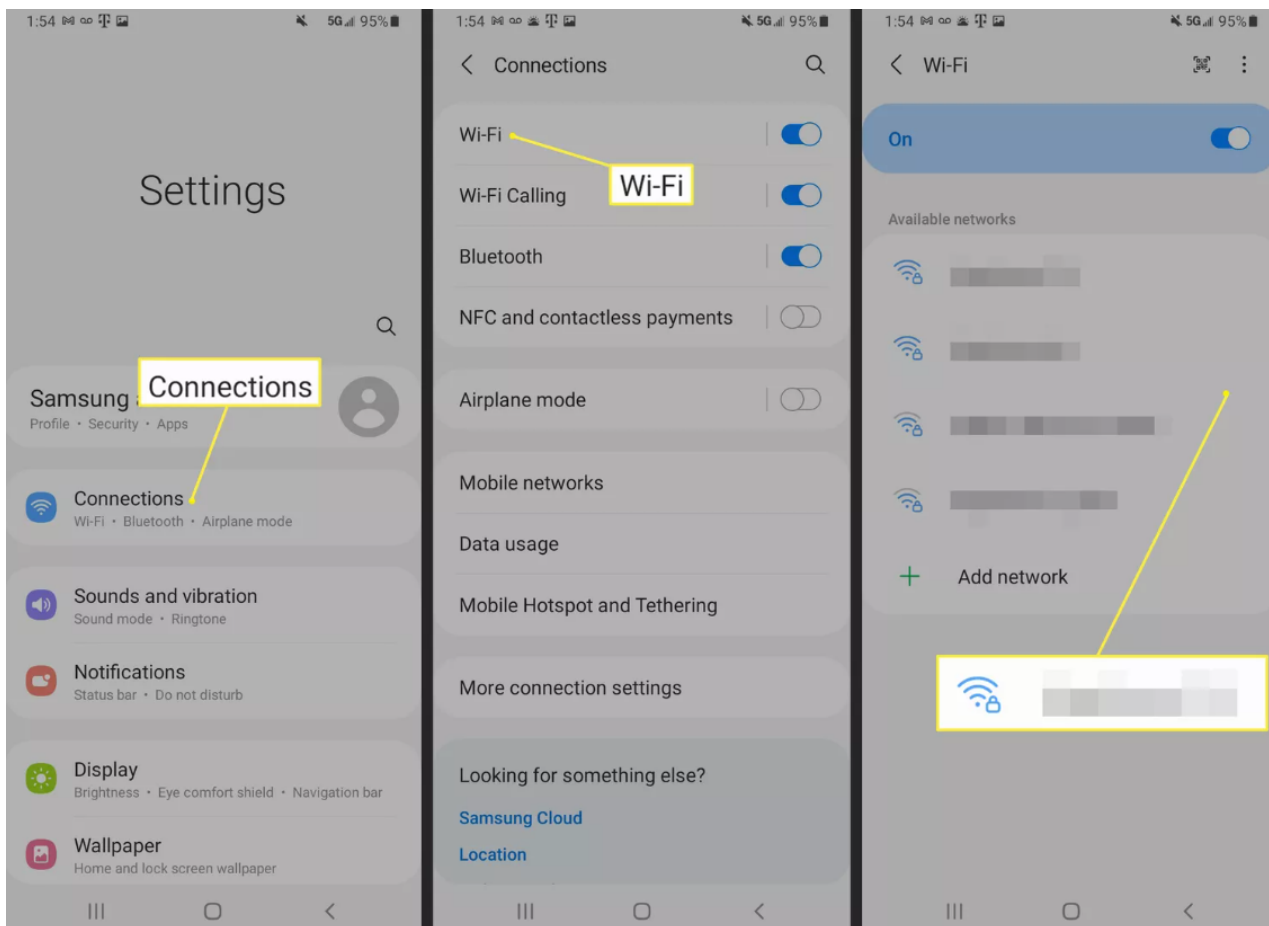 1:54 5G 95%
Settings
Connections
Samsung
Profile • Security • Apps
Connections
Wi-Fi • Bluetooth • Airplane mode
Sounds and vibration
Sound mode • Ringtone
Notifications
Status bar • Do not disturb
Display
Brightness • Eye comfort shield • Navigation bar
Wallpaper
Home and lock screen wallpaper
1:54 5G 95%
Connections
Wi-Fi
Wi-Fi
Wi-Fi Calling
Bluetooth
NFC and contactless payments
Airplane mode
Mobile networks
Data usage
Mobile Hotspot and Tethering
More connection settings
Looking for something else?
Samsung Cloud
Location
1:54 5G 95%
Wi-Fi
On
Available networks
Add network